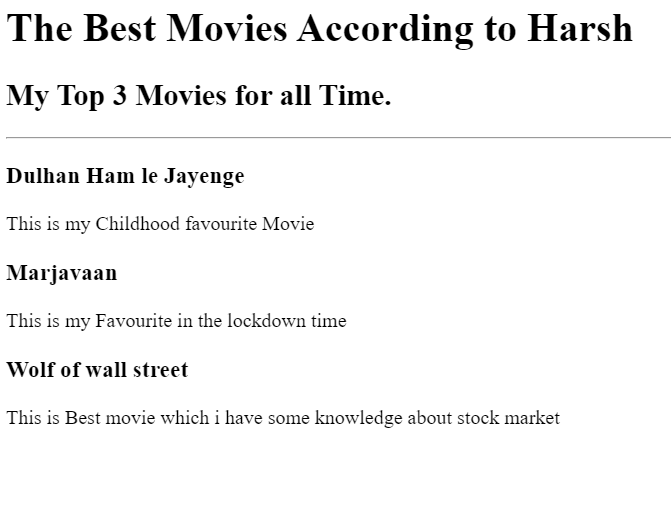 The Best Movies According to Harsh
My Top 3 Movies for all Time.
Dulhan Ham le Jayenge
This is my Childhood favourite Movie
Marjavaan
This is my Favourite in the lockdown time
Wolf of wall street
This is Best movie which i have some knowledge about stock market